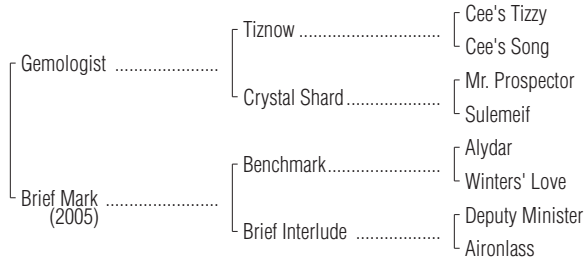 Cee's Tizzy
Tiznow ....................................
Cee's Song
Gemologist ..........................
Mr. Prospector
Crystal Shard ........................
Sulemeif
Alydar
Benchmark .............................
Winters' Love
Brief Mark ............................
(2005)
Deputy Minister
Brief Interlude .......................
Aironlass